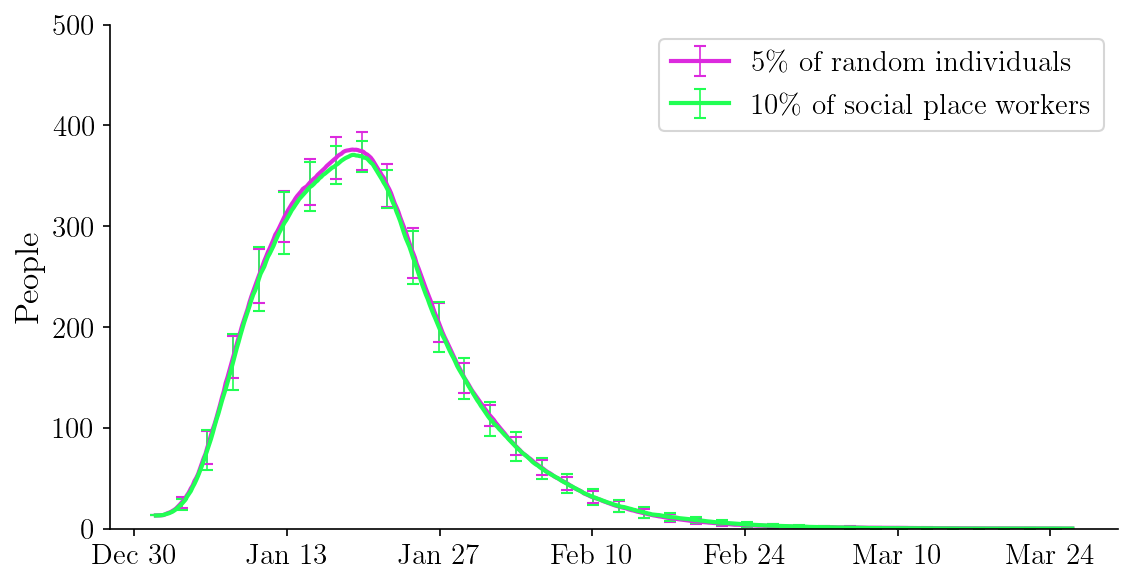 500
400
300
200
100
0
People
Dec 30
Jan 13
Jan 27
Feb 10
Feb 24
Mar 10
Mar 24
5% of random individuals
10% of social place workers